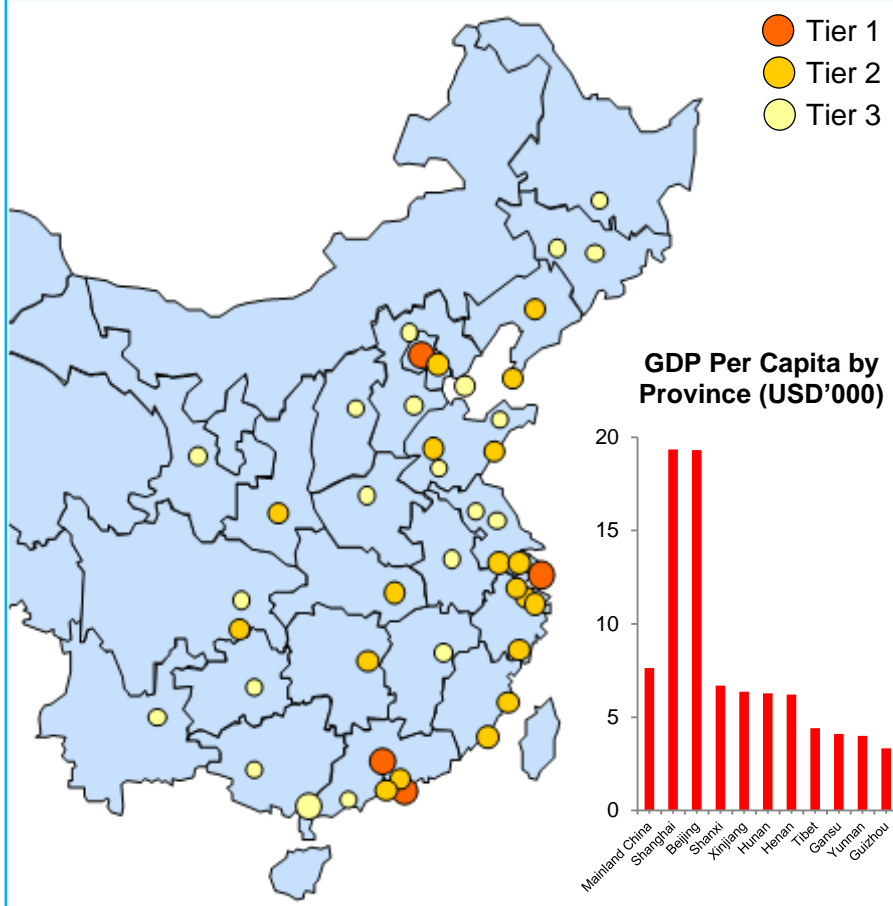 Tier 1
Tier 2
Tier 3
GDP Per Capita by
Province (USD’000)
20
15
10
5
0
Mainland China
Shanghai
Beijing
Shanxi
Xinjiang
Hunan
Henan
Tibet
Gansu
Yunnan
Guizhou